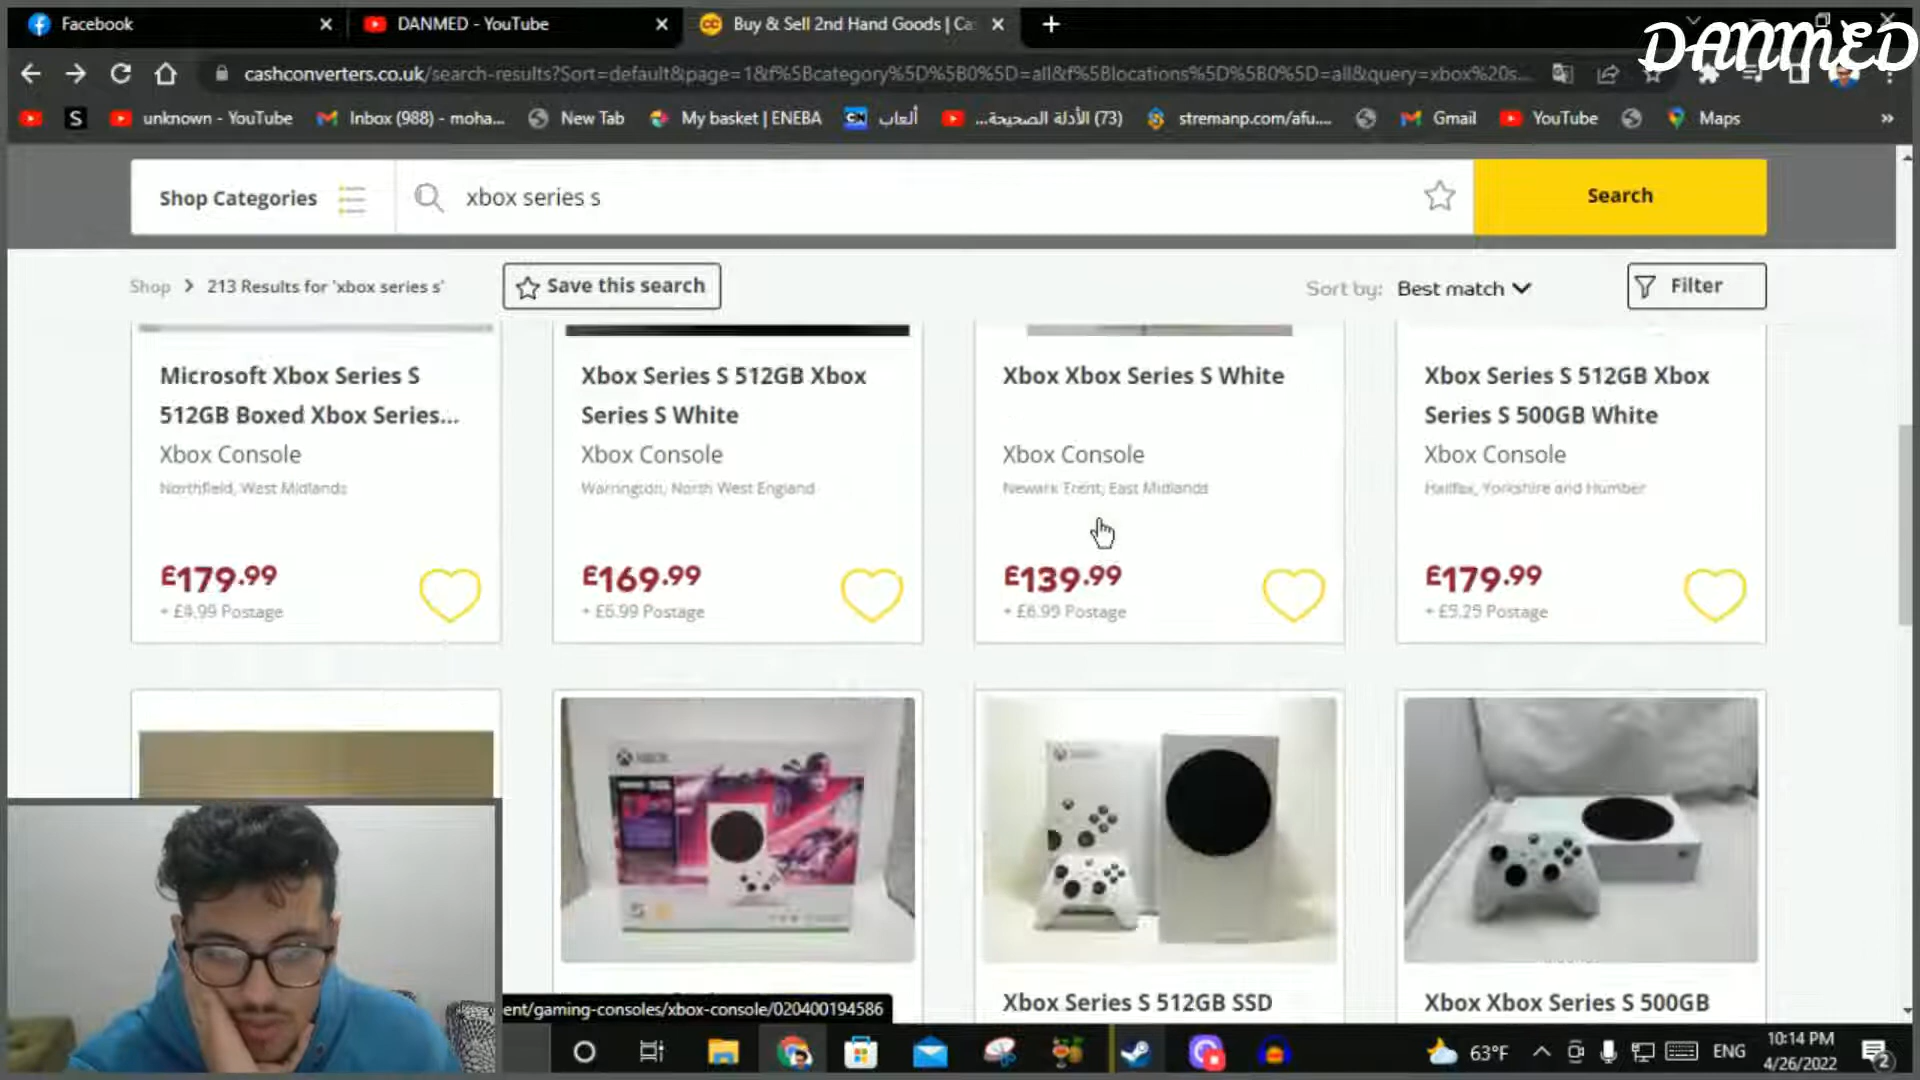 Facebook
DANMED - YouTube
Buy & Sell 2nd Hand Goods | Ca
DANMED
cashconverters.co.uk/search-results?Sort=default&page=1&f%5Bcategory%5D%5B0%5D=all&f%5Blocations%5D%5B0%5D=all&query=xbox%20s...
unknown - YouTube
Inbox (988) - moha...
New Tab
My basket | ENEBA
ألعاب
(73) الأدلة الصحيحة...
stremanp.com/afu....
Gmail
YouTube
Maps
»
Shop Categories
xbox series s
Search
Shop > 213 Results for 'xbox series s'
Save this search
Sort by: Best match
Filter
Microsoft Xbox Series S
512GB Boxed Xbox Series...
Xbox Console
Northfield, West Midlands
£179.99
+ £4.99 Postage
Xbox Series S 512GB Xbox
Series S White
Xbox Console
Warrington, North West England
£169.99
+ £6.99 Postage
Xbox Xbox Series S White
Xbox Console
Newark Trent, East Midlands
£139.99
+ £6.99 Postage
Xbox Series S 512GB Xbox
Series S 500GB White
Xbox Console
Halifax, Yorkshire and Humber
£179.99
+ £5.25 Postage
XBOX
Xbox Series S 512GB SSD
Xbox Xbox Series S 500GB
ent/gaming-consoles/xbox-console/020400194586
63°F
ENG
10:14 PM
4/26/2022
2